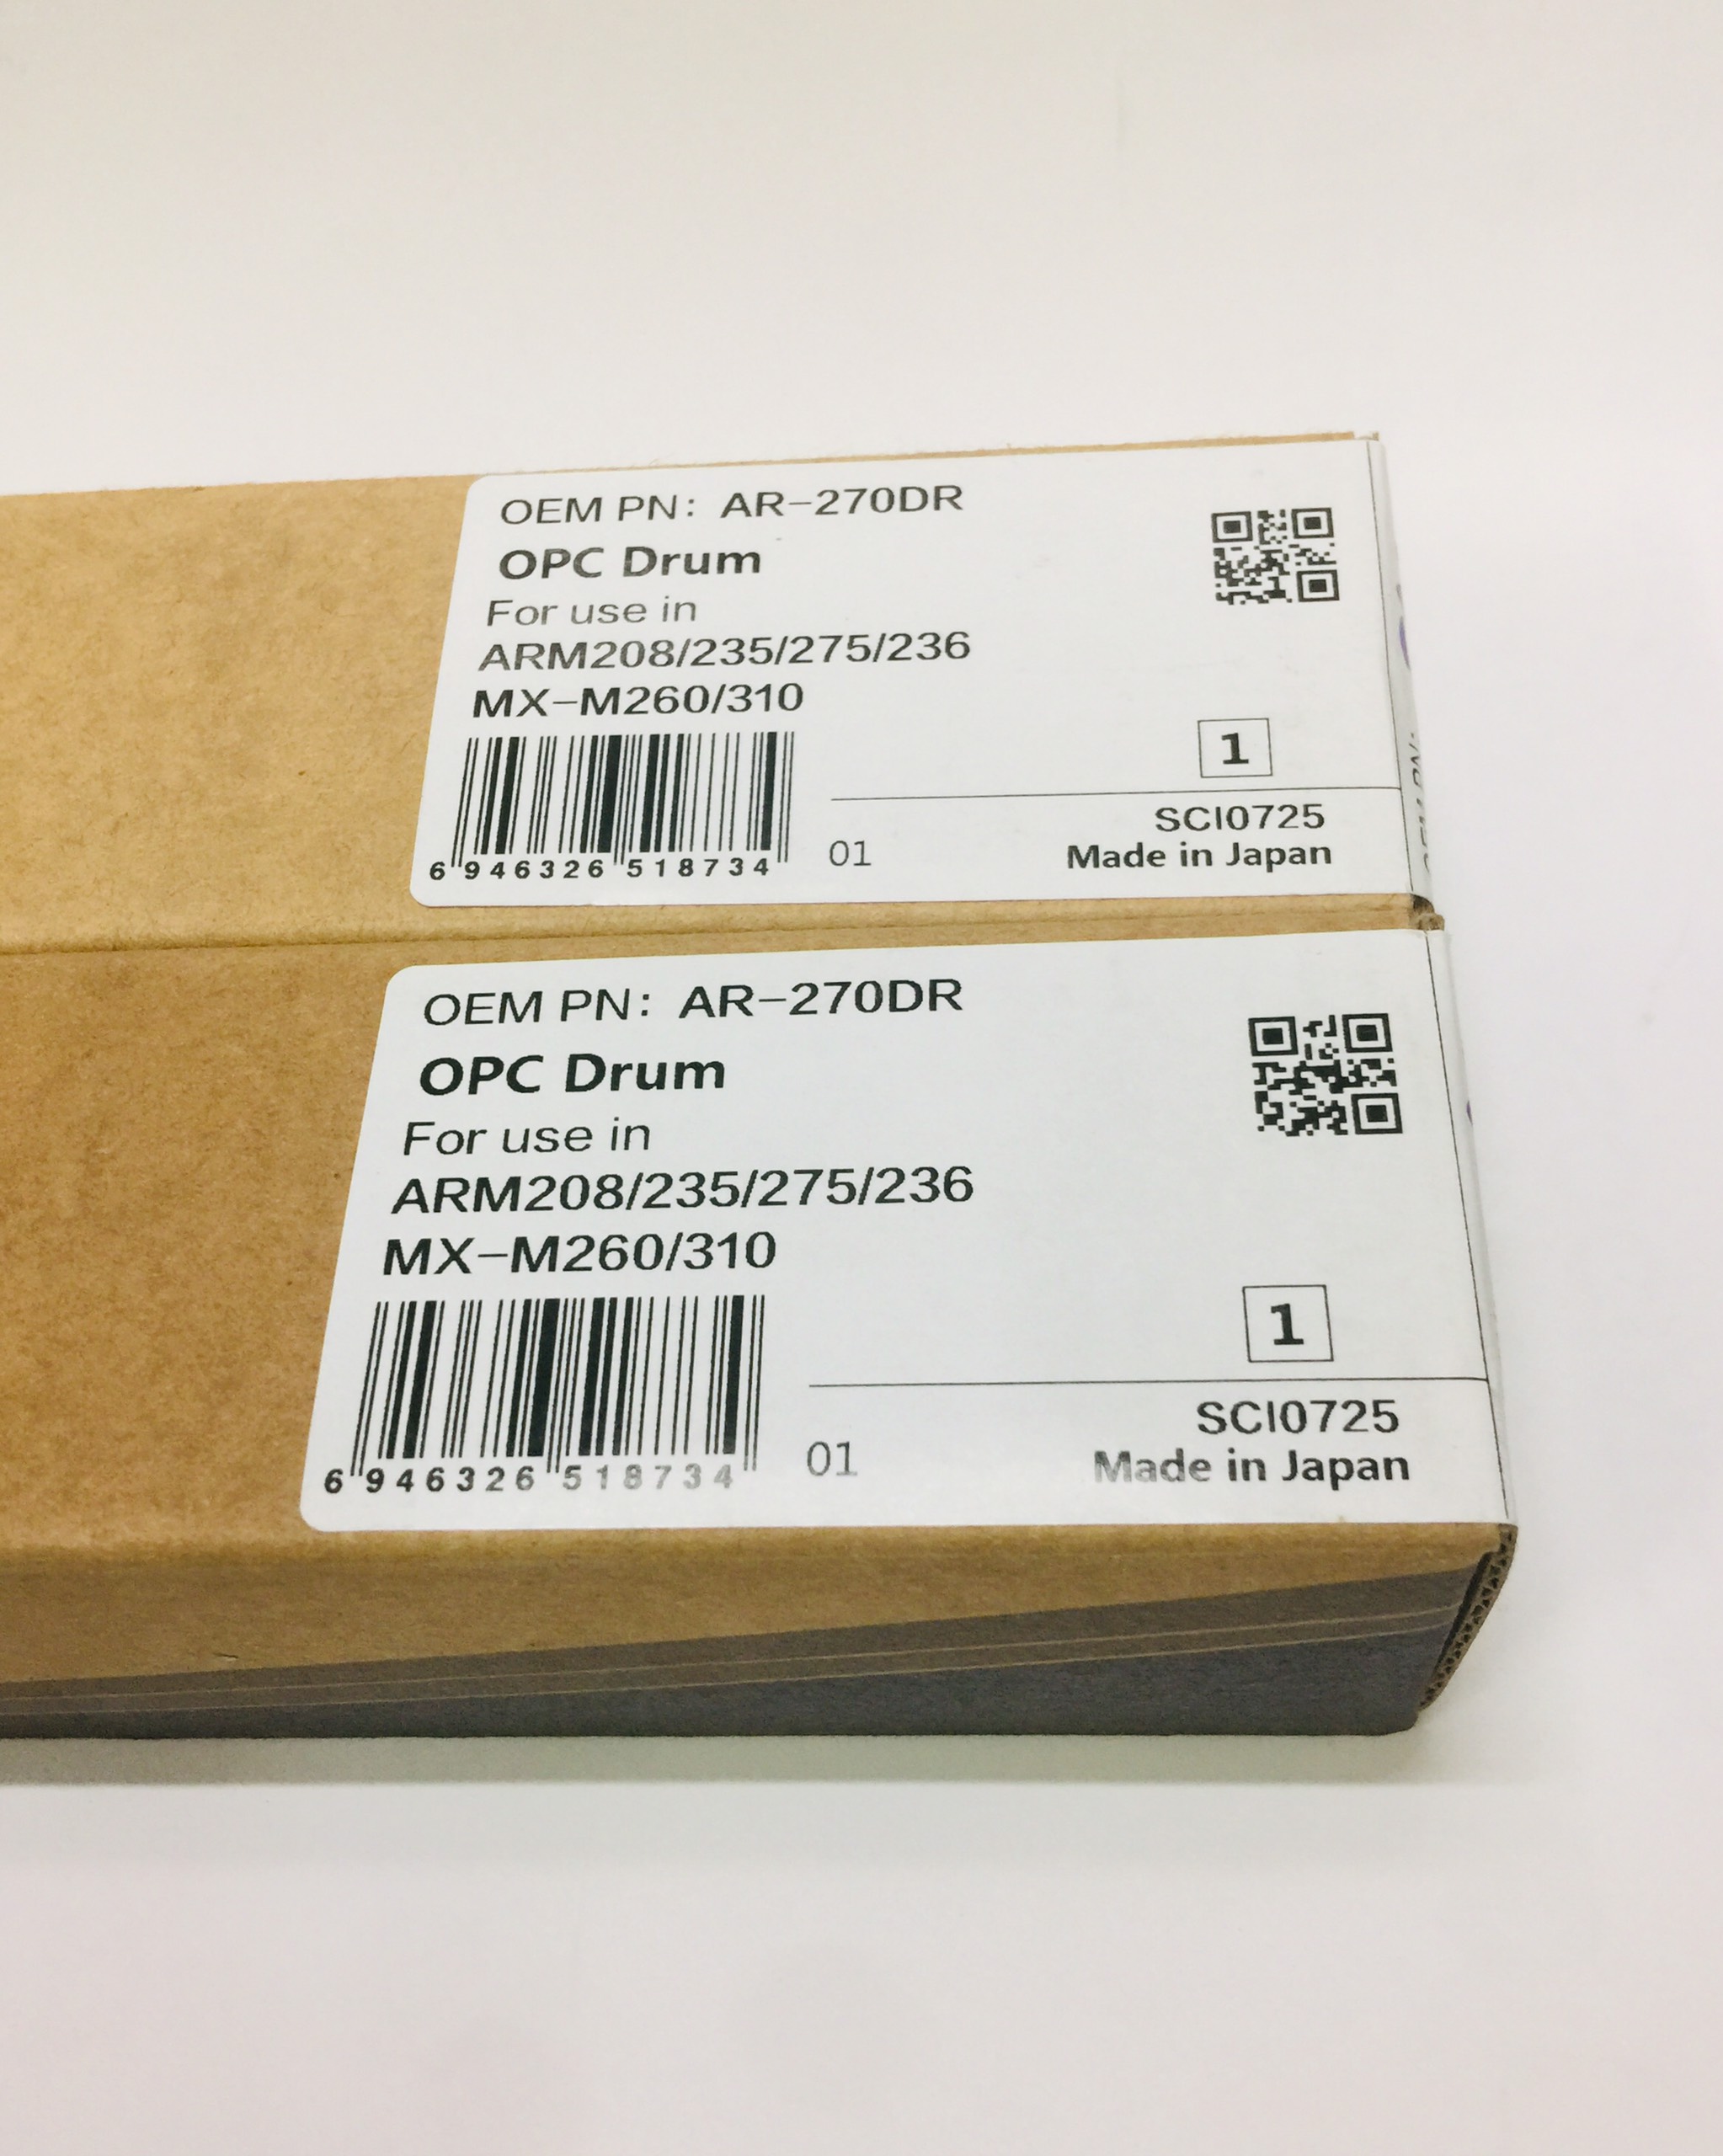 OEM PN: AR-270DR
OPC Drum
For use in
ARM208/235/275/236
MX-M260/310
1
SCI0725
6 946326 518734
01
Made in Japan
OEM PN:
OEM PN: AR-270DR
OPC Drum
For use in
ARM208/235/275/236
MX-M260/310
1
SCI0725
6 946326 518734
01
Made in Japan